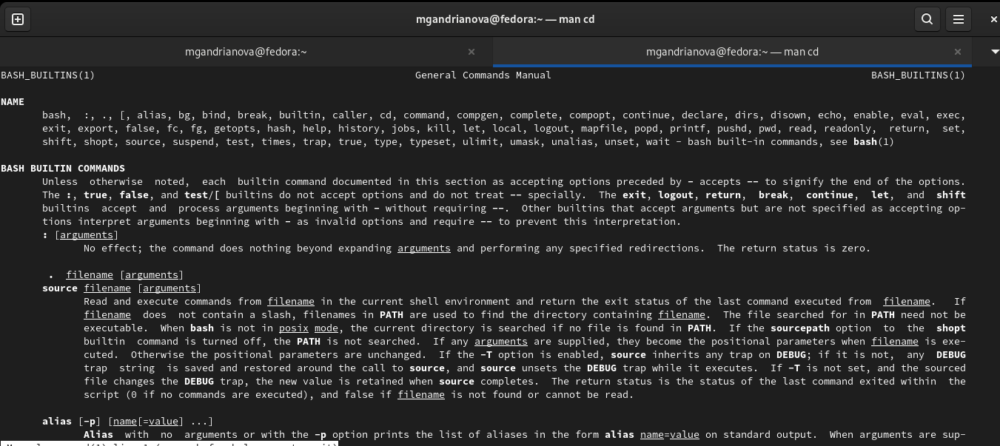 mgandrianova@fedora:~ — man cd
mgandrianova@fedora:~
mgandrianova@fedora:~ — man cd
BASH_BUILTINS(1) General Commands Manual BASH_BUILTINS(1)
NAME
bash, :, ., [, alias, bg, bind, break, builtin, caller, cd, command, compgen, complete, compopt, continue, declare, dirs, disown, echo, enable, eval, exec,
exit, export, false, fc, fg, getopts, hash, help, history, jobs, kill, let, local, logout, mapfile, popd, printf, pushd, pwd, read, readonly, return, set,
shift, shopt, source, suspend, test, times, trap, true, type, typeset, ulimit, umask, unalias, unset, wait - bash built-in commands, see bash(1)
BASH BUILTIN COMMANDS
Unless otherwise noted, each builtin command documented in this section as accepting options preceded by - accepts -- to signify the end of the options.
The :, true, false, and test/[ builtins do not accept options and do not treat -- specially. The exit, logout, return, break, continue, let, and shift
builtins accept and process arguments beginning with - without requiring --. Other builtins that accept arguments but are not specified as accepting op-
tions interpret arguments beginning with - as invalid options and require -- to prevent this interpretation.
: [arguments]
No effect; the command does nothing beyond expanding arguments and performing any specified redirections. The return status is zero.
. filename [arguments]
source filename [arguments]
Read and execute commands from filename in the current shell environment and return the exit status of the last command executed from filename. If
filename does not contain a slash, filenames in PATH are used to find the directory containing filename. The file searched for in PATH need not be
executable. When bash is not in posix mode, the current directory is searched if no file is found in PATH. If the sourcepath option to the shopt
builtin command is turned off, the PATH is not searched. If any arguments are supplied, they become the positional parameters when filename is exe-
cuted. Otherwise the positional parameters are unchanged. If the -T option is enabled, source inherits any trap on DEBUG; if it is not, any DEBUG
trap string is saved and restored around the call to source, and source unsets the DEBUG trap while it executes. If -T is not set, and the sourced
file changes the DEBUG trap, the new value is retained when source completes. The return status is the status of the last command exited within the
script (0 if no commands are executed), and false if filename is not found or cannot be read.
alias [-p] [name[=value] ...]
Alias with no arguments or with the -p option prints the list of aliases in the form alias name=value on standard output. When arguments are sup-